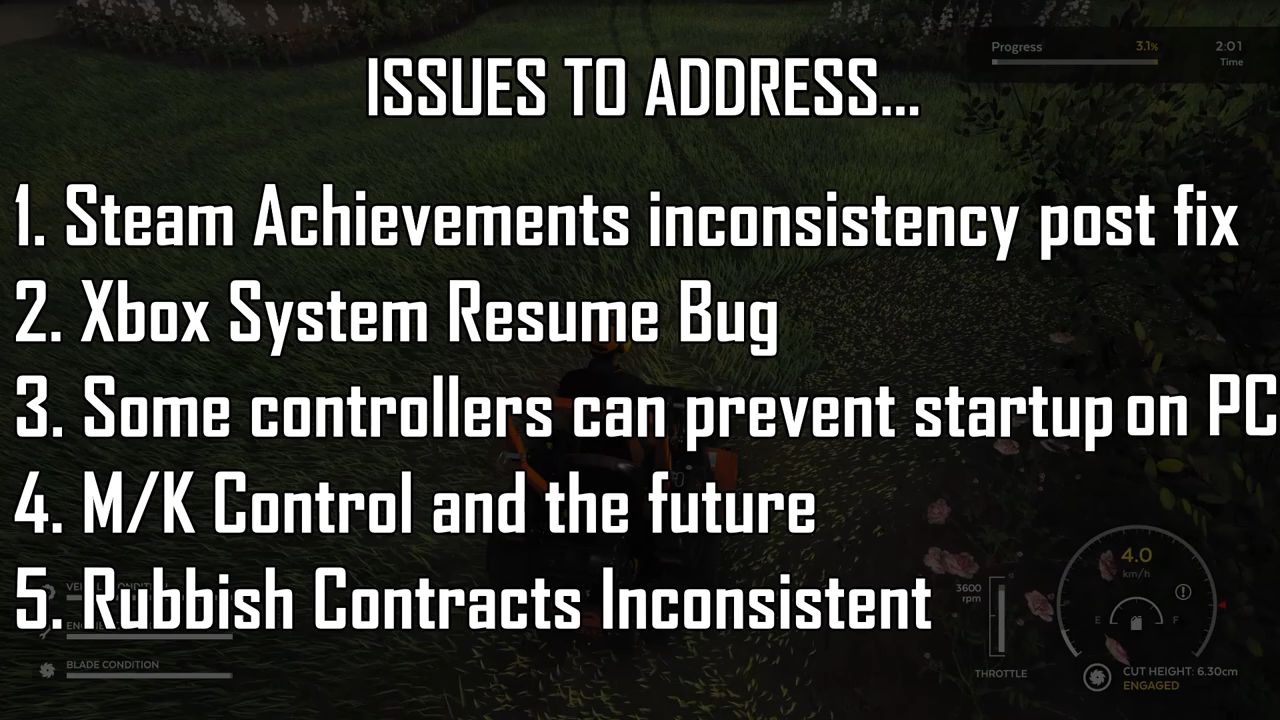 Progress 3.1% 2:01
Time
ISSUES TO ADDRESS...
1. Steam Achievements inconsistency post fix
2. Xbox System Resume Bug
3. Some controllers can prevent startup on PC
4. M/K Control and the future
5. Rubbish Contracts Inconsistent
4.0
km/h
3600
rpm
E F
THROTTLE
BLADE CONDITION
CUT HEIGHT: 6.30cm
ENGAGED